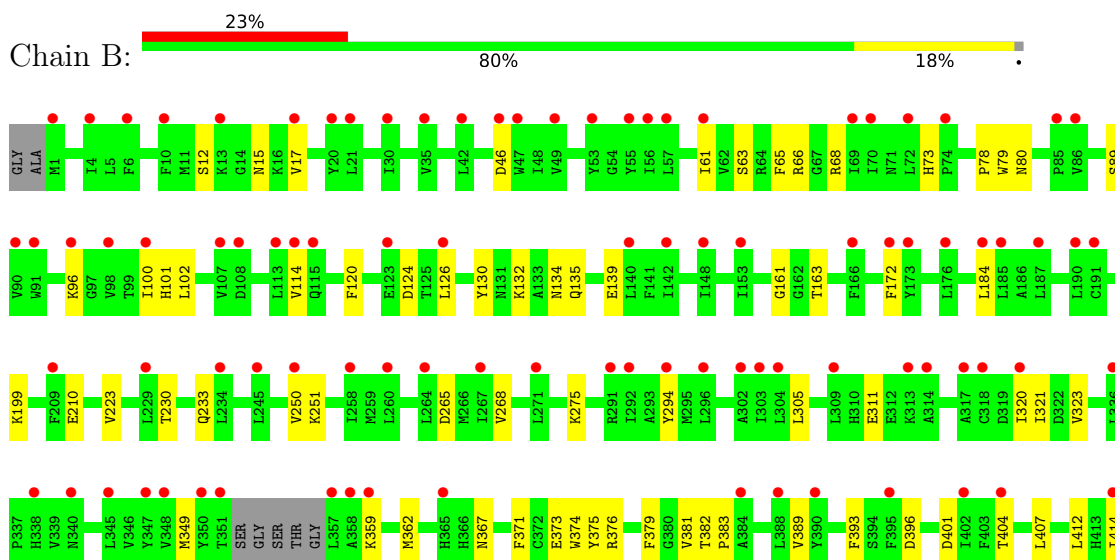 23%
Chain B:
80% 18% •
GLY ALA M1 I4 L5 F6 F10 M11 S12 K13 G14 N15 K16 V17 Y20 L21 I30 V35 L42 D46 W47 I48 V49 Y53 G54 Y55 I56 L57 I61 V62 S63 R64 F65 R66 G67 R68 I69 I70 N71 L72 H73 P74 P78 W79 N80 P85 V86 S89
V90 W91 K96 G97 V98 T99 I100 H101 L102 V107 D108 L113 V114 Q115 F120 E123 D124 T125 L126 Y130 N131 K132 A133 N134 Q135 E139 L140 F141 I142 I148 I153 G161 G162 T163 F166 F172 Y173 L176 L184 L185 A186 L187 L190 C191
K199 F209 E210 V223 L229 T230 Q233 L234 L245 V250 K251 I258 M259 L260 L264 D265 M266 I267 V268 L271 K275 R291 I292 A293 Y294 M295 L296 A302 I303 L304 L305 L309 H310 E311 E312 K313 A314 A317 C318 D319 I320 I321 D322 V323
P337 H338 V339 N340 L345 V346 Y347 V348 M349 Y350 T351 SER GLY SER THR GLY L357 A358 K359 M362 H365 H366 N367 F371 C372 E373 W374 Y375 R376 F379 G380 V381 T382 P383 A384 L388 V389 Y390 F393 S394 F395 D396 D401 I402 F403 T404 L407 L412 H413